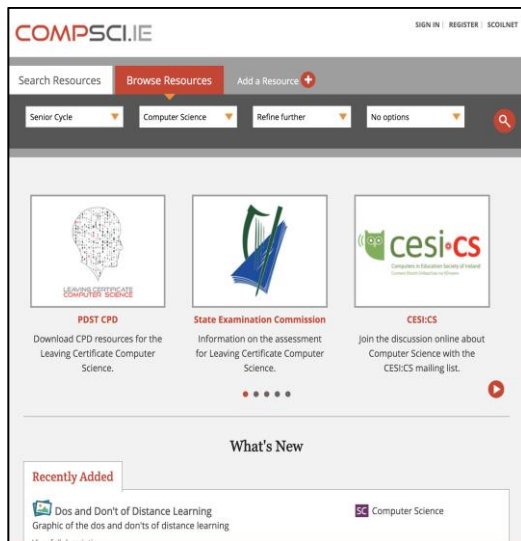 COMPSCI.IE
SIGN IN | REGISTER | SCOILNET
Search Resources
Browse Resources
Add a Resource
Senior Cycle
Computer Science
Refine further
No options
LEAVING CERTIFICATE
COMPUTER SCIENCE
cesi•cs
Computers in Education Society of Ireland
PDST CPD
Download CPD resources for the
Leaving Certificate Computer
Science.
State Examination Commission
Information on the assessment
for Leaving Certificate Computer
Science.
CESI:CS
Join the discussion online about
Computer Science with the
CESI:CS mailing list.
What's New
Recently Added
Dos and Don't of Distance Learning
SC Computer Science
Graphic of the dos and don'ts of distance learning